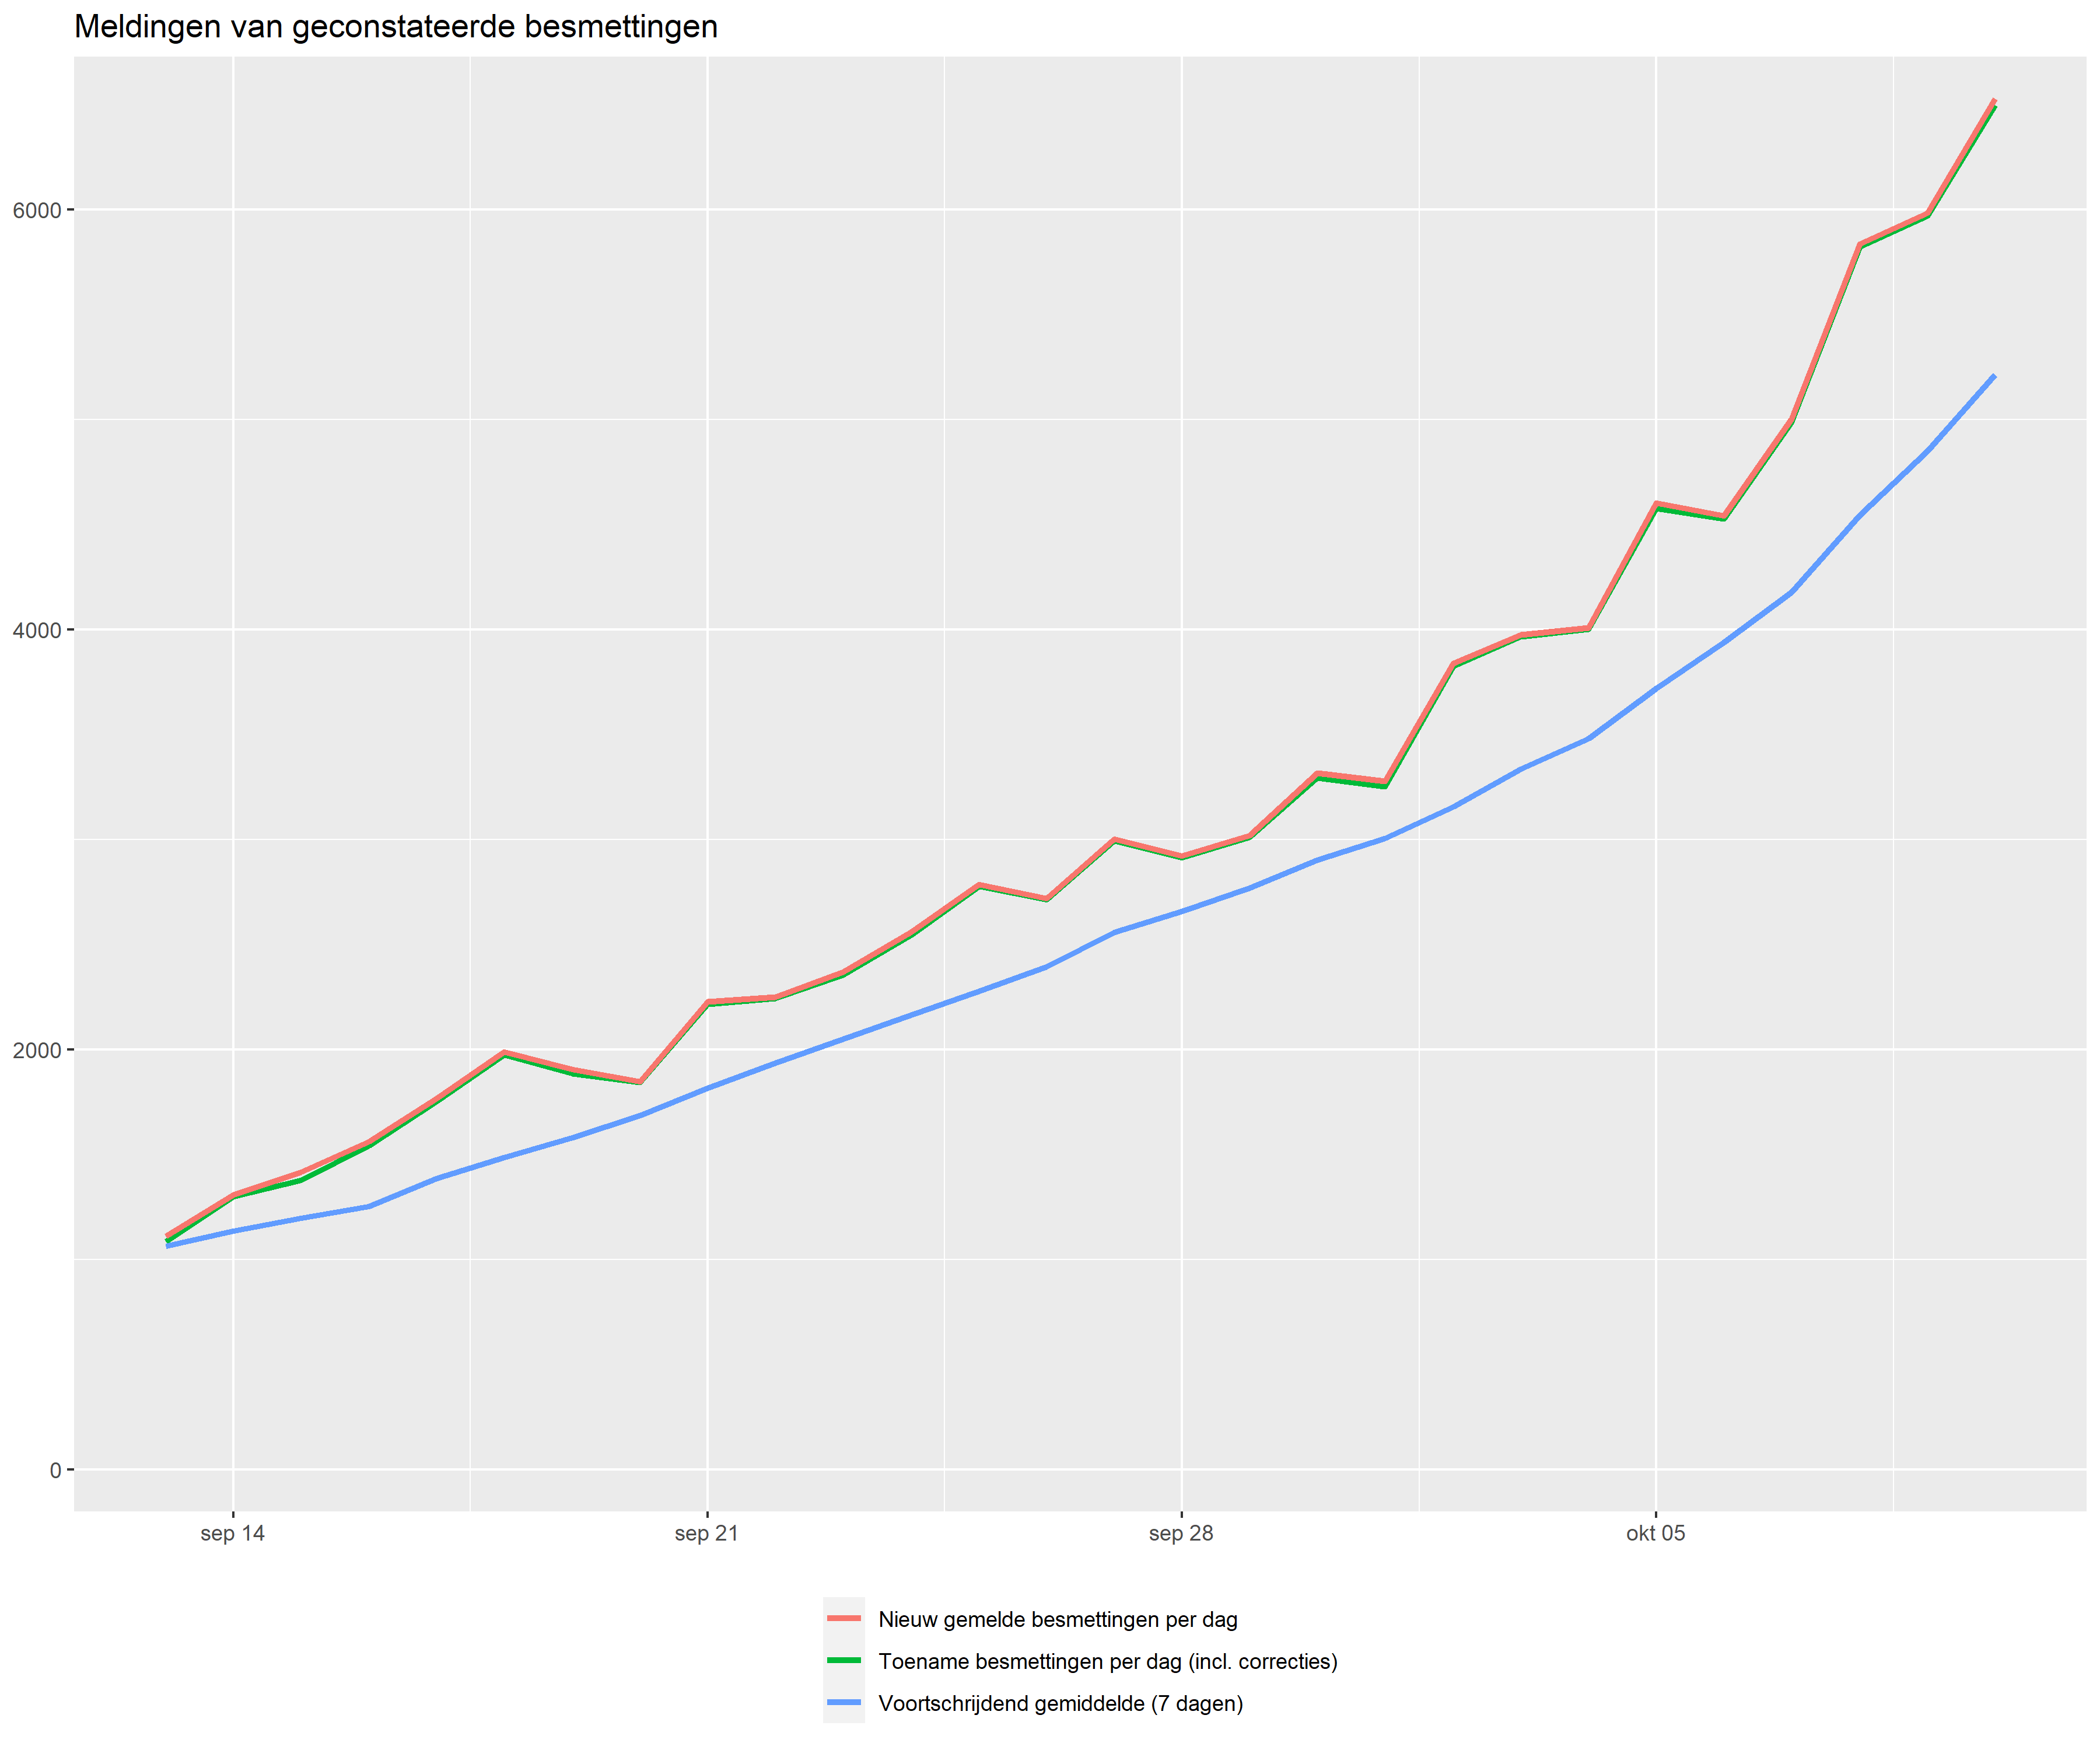 Meldingen van geconstateerde besmettingen
6000
4000
2000
0
sep 14
sep 21
sep 28
okt 05
Nieuw gemelde besmettingen per dag
Toename besmettingen per dag (incl. correcties)
Voortschrijdend gemiddelde (7 dagen)